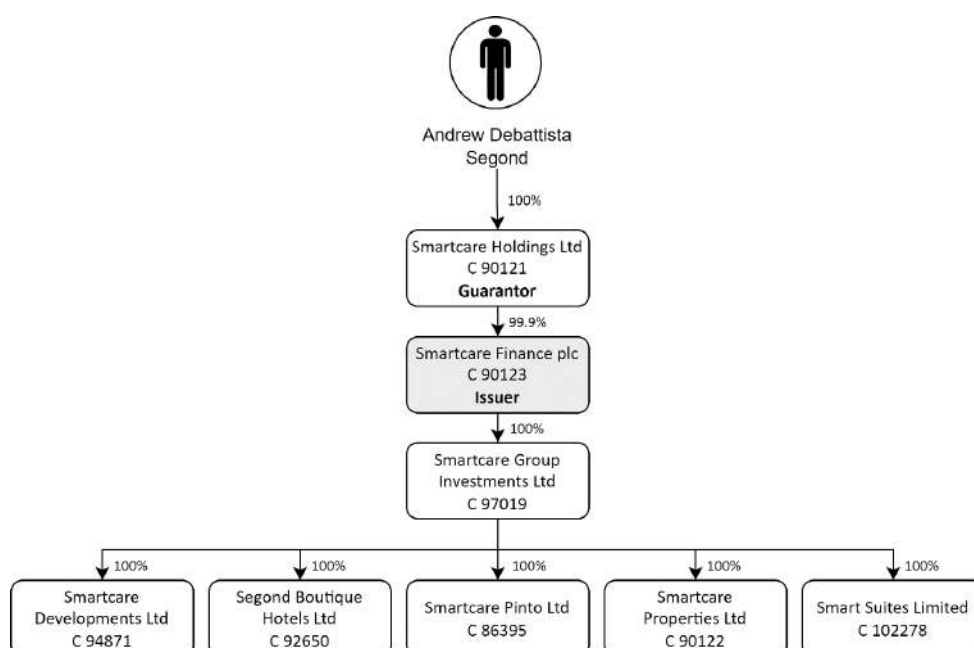 Andrew Debattista
Segond
100%
Smartcare Holdings Ltd
C 90121
Guarantor
99.9%
Smartcare Finance plc
C 90123
Issuer
100%
Smartcare Group
Investments Ltd
C 97019
100%
100%
100%
100%
100%
Smartcare
Developments Ltd
C 94871
Segond Boutique
Hotels Ltd
C 92650
Smartcare Pinto Ltd
C 86395
Smartcare
Properties Ltd
C 90122
Smart Suites Limited
C 102278